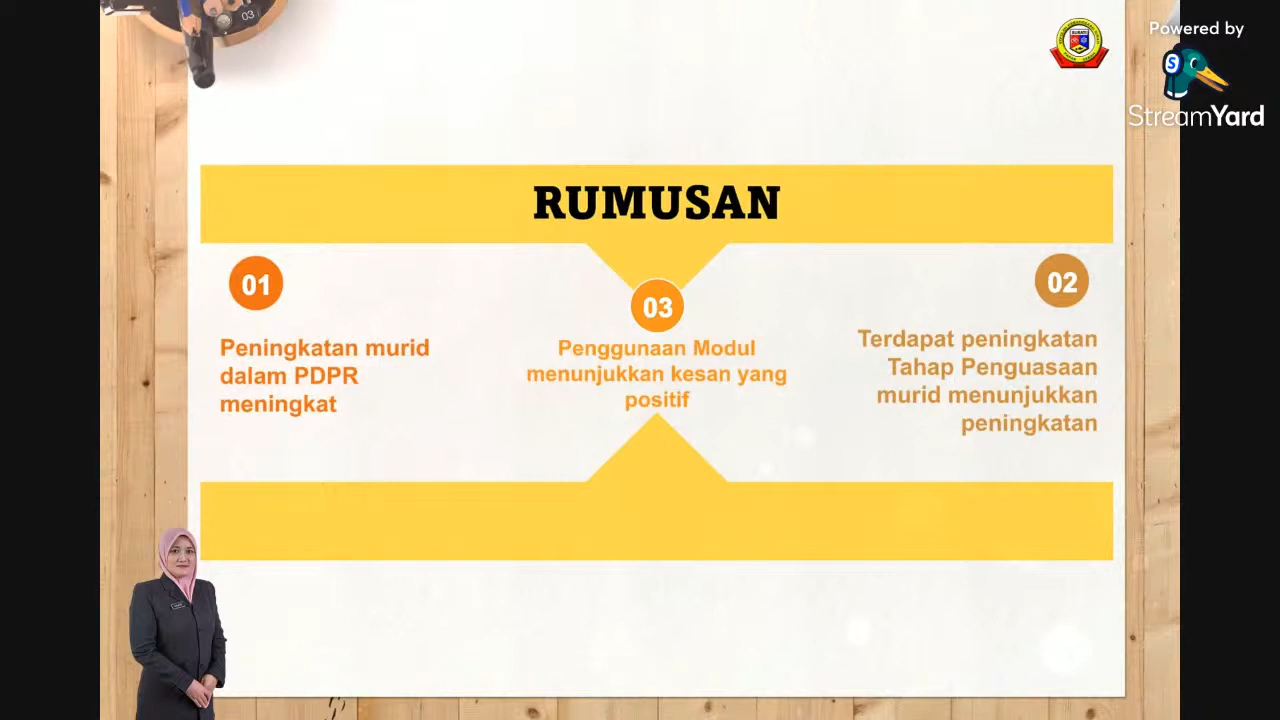 03
Powered by
StreamYard
RUMUSAN
01
Peningkatan murid
dalam PDPR
meningkat
03
Penggunaan Modul
menunjukkan kesan yang
positif
02
Terdapat peningkatan
Tahap Penguasaan
murid menunjukkan
peningkatan